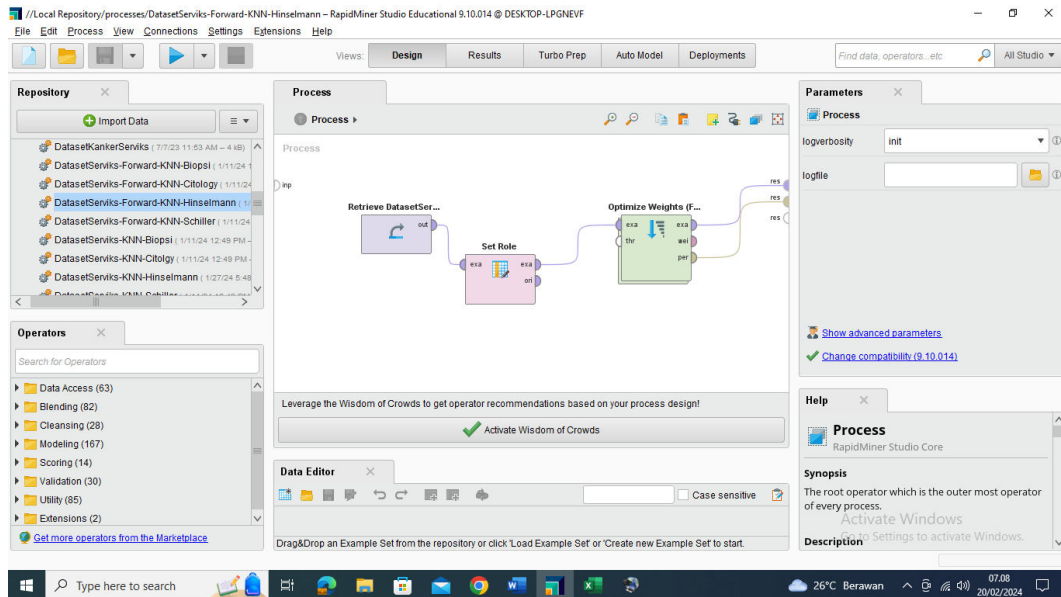 //Local Repository/processes/DatasetServiks-Forward-KNN-Hinselmann – RapidMiner Studio Educational 9.10.014 @ DESKTOP-LPGNEVF
File Edit Process View Connections Settings Extensions Help
Views: Design Results Turbo Prep Auto Model Deployments
Find data, operators...etc
All Studio
Repository
Import Data
DatasetKankerServiks (7/7/23 11:53 AM – 4 kB)
DatasetServiks-Forward-KNN-Biopsi (1/11/24 1
DatasetServiks-Forward-KNN-Citology (1/11/24
DatasetServiks-Forward-KNN-Hinselmann (1/
DatasetServiks-Forward-KNN-Schiller (1/11/24
DatasetServiks-KNN-Biopsi (1/11/24 12:49 PM –
DatasetServiks-KNN-Citolgy (1/11/24 12:49 PM
DatasetServiks-KNN-Hinselmann (1/27/24 5:48
Operators
Search for Operators
Data Access (63)
Blending (82)
Cleansing (28)
Modeling (167)
Scoring (14)
Validation (30)
Utility (85)
Extensions (2)
Get more operators from the Marketplace
Process
Process
Process
inp
Retrieve DatasetSer...
out
Set Role
exa exa
ori
Optimize Weights (F...
exa exa
thr wei
per
res
res
res
Leverage the Wisdom of Crowds to get operator recommendations based on your process design!
Activate Wisdom of Crowds
Data Editor
Case sensitive
Drag&Drop an Example Set from the repository or click 'Load Example Set' or 'Create new Example Set' to start.
Parameters
Process
logverbosity init
logfile
Show advanced parameters
Change compatibility (9.10.014)
Help
Process
RapidMiner Studio Core
Synopsis
The root operator which is the outer most operator
of every process.
Activate Windows
Go to Settings to activate Windows.
Description
Type here to search
26°C Berawan
07.08
20/02/2024